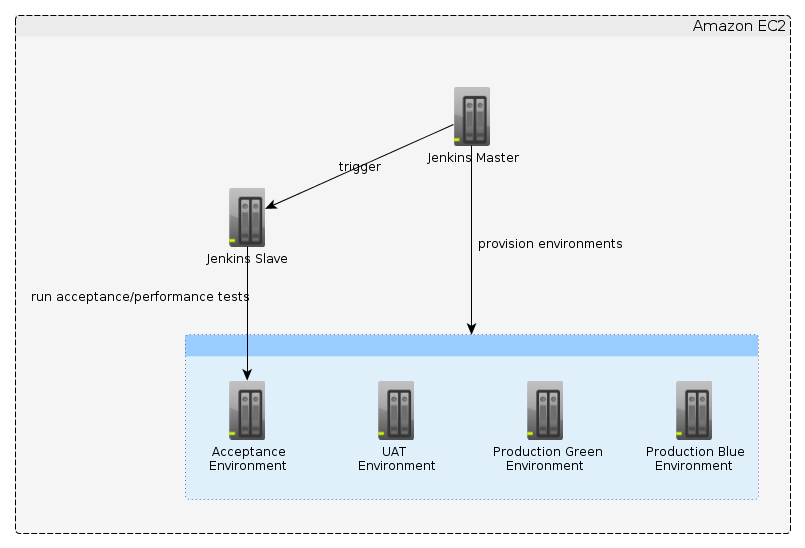 Amazon EC2
Jenkins Master
trigger
Jenkins Slave
provision environments
run acceptance/performance tests
Acceptance
Environment
UAT
Environment
Production Green
Environment
Production Blue
Environment